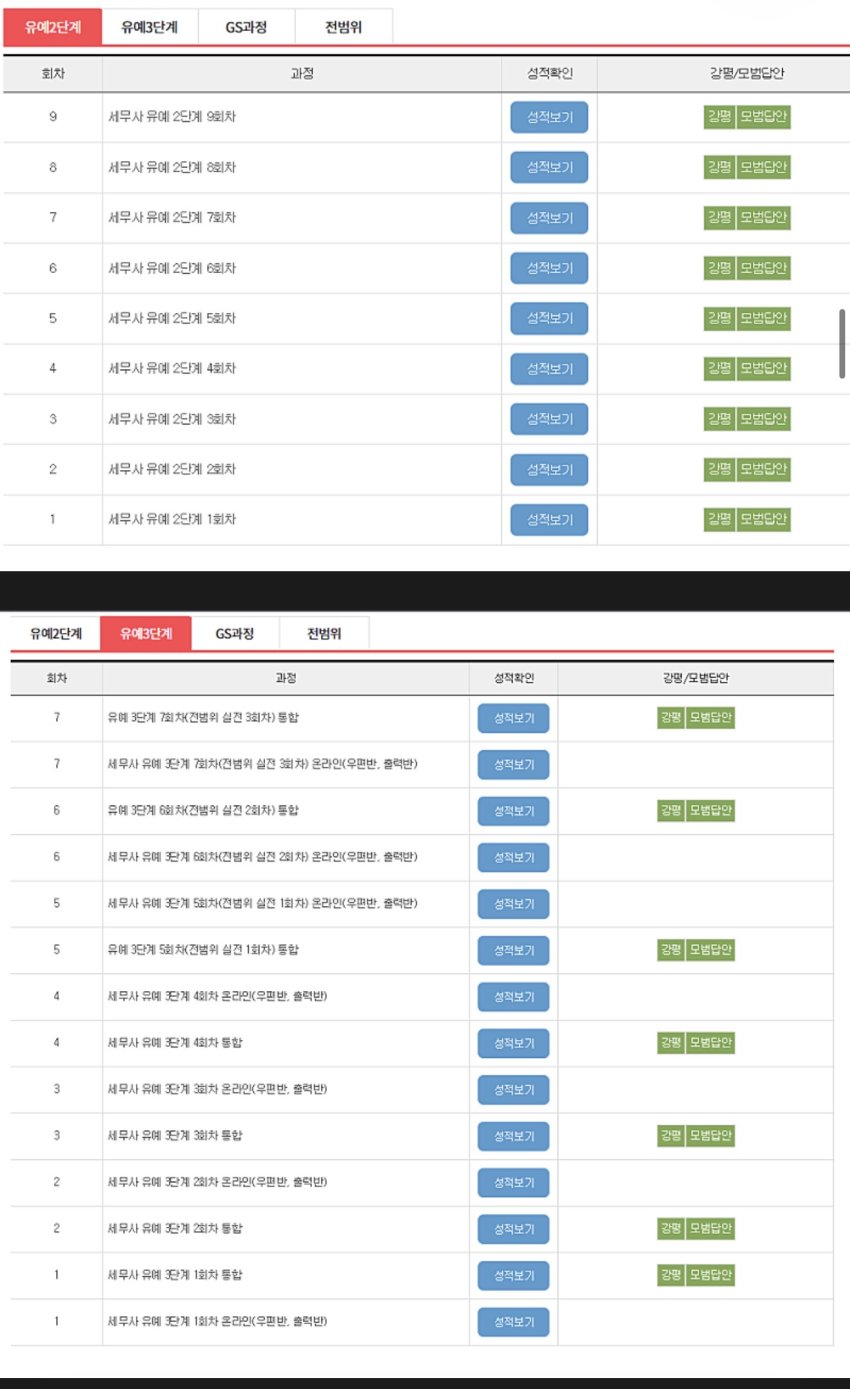 유예2단계 유예3단계 GS과정 전범위
회차 과정 성적확인 강평/모범답안
9 세무사 유예 2단계 9회차 성적보기 강평 모범답안
8 세무사 유예 2단계 8회차 성적보기 강평 모범답안
7 세무사 유예 2단계 7회차 성적보기 강평 모범답안
6 세무사 유예 2단계 6회차 성적보기 강평 모범답안
5 세무사 유예 2단계 5회차 성적보기 강평 모범답안
4 세무사 유예 2단계 4회차 성적보기 강평 모범답안
3 세무사 유예 2단계 3회차 성적보기 강평 모범답안
2 세무사 유예 2단계 2회차 성적보기 강평 모범답안
1 세무사 유예 2단계 1회차 성적보기 강평 모범답안
유예2단계 유예3단계 GS과정 전범위
회차 과정 성적확인 강평/모범답안
7 유예 3단계 7회차(전범위 실전 3회차) 통합 성적보기 강평 모범답안
7 세무사 유예 3단계 7회차(전범위 실전 3회차) 온라인(우편반, 출력반) 성적보기
6 유예 3단계 6회차(전범위 실전 2회차) 통합 성적보기 강평 모범답안
6 세무사 유예 3단계 6회차(전범위 실전 2회차) 온라인(우편반, 출력반) 성적보기
5 세무사 유예 3단계 5회차(전범위 실전 1회차) 온라인(우편반, 출력반) 성적보기
5 유예 3단계 5회차(전범위 실전 1회차) 통합 성적보기 강평 모범답안
4 세무사 유예 3단계 4회차 온라인(우편반, 출력반) 성적보기
4 세무사 유예 3단계 4회차 통합 성적보기 강평 모범답안
3 세무사 유예 3단계 3회차 온라인(우편반, 출력반) 성적보기
3 세무사 유예 3단계 3회차 통합 성적보기 강평 모범답안
2 세무사 유예 3단계 2회차 온라인(우편반, 출력반) 성적보기
2 세무사 유예 3단계 2회차 통합 성적보기 강평 모범답안
1 세무사 유예 3단계 1회차 통합 성적보기 강평 모범답안
1 세무사 유예 3단계 1회차 온라인(우편반, 출력반) 성적보기